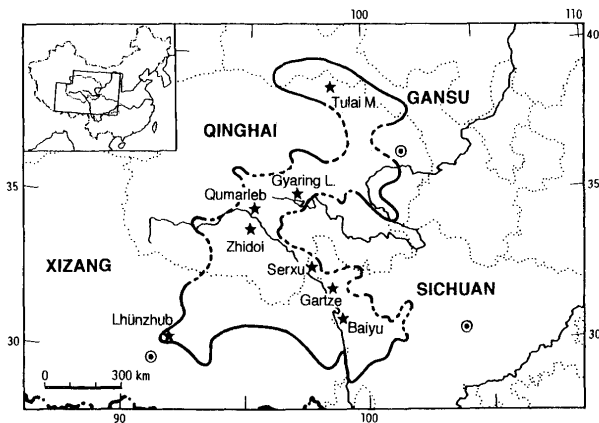 100
110
40
Tulai M.
GANSU
QINGHAI
Gyaring L.
35
Qumarleb
35
Zhidoi
XIZANG
Serxu
SICHUAN
Gartze
Lhünzhub
Baiyu
30
30
0 300 km
90
100